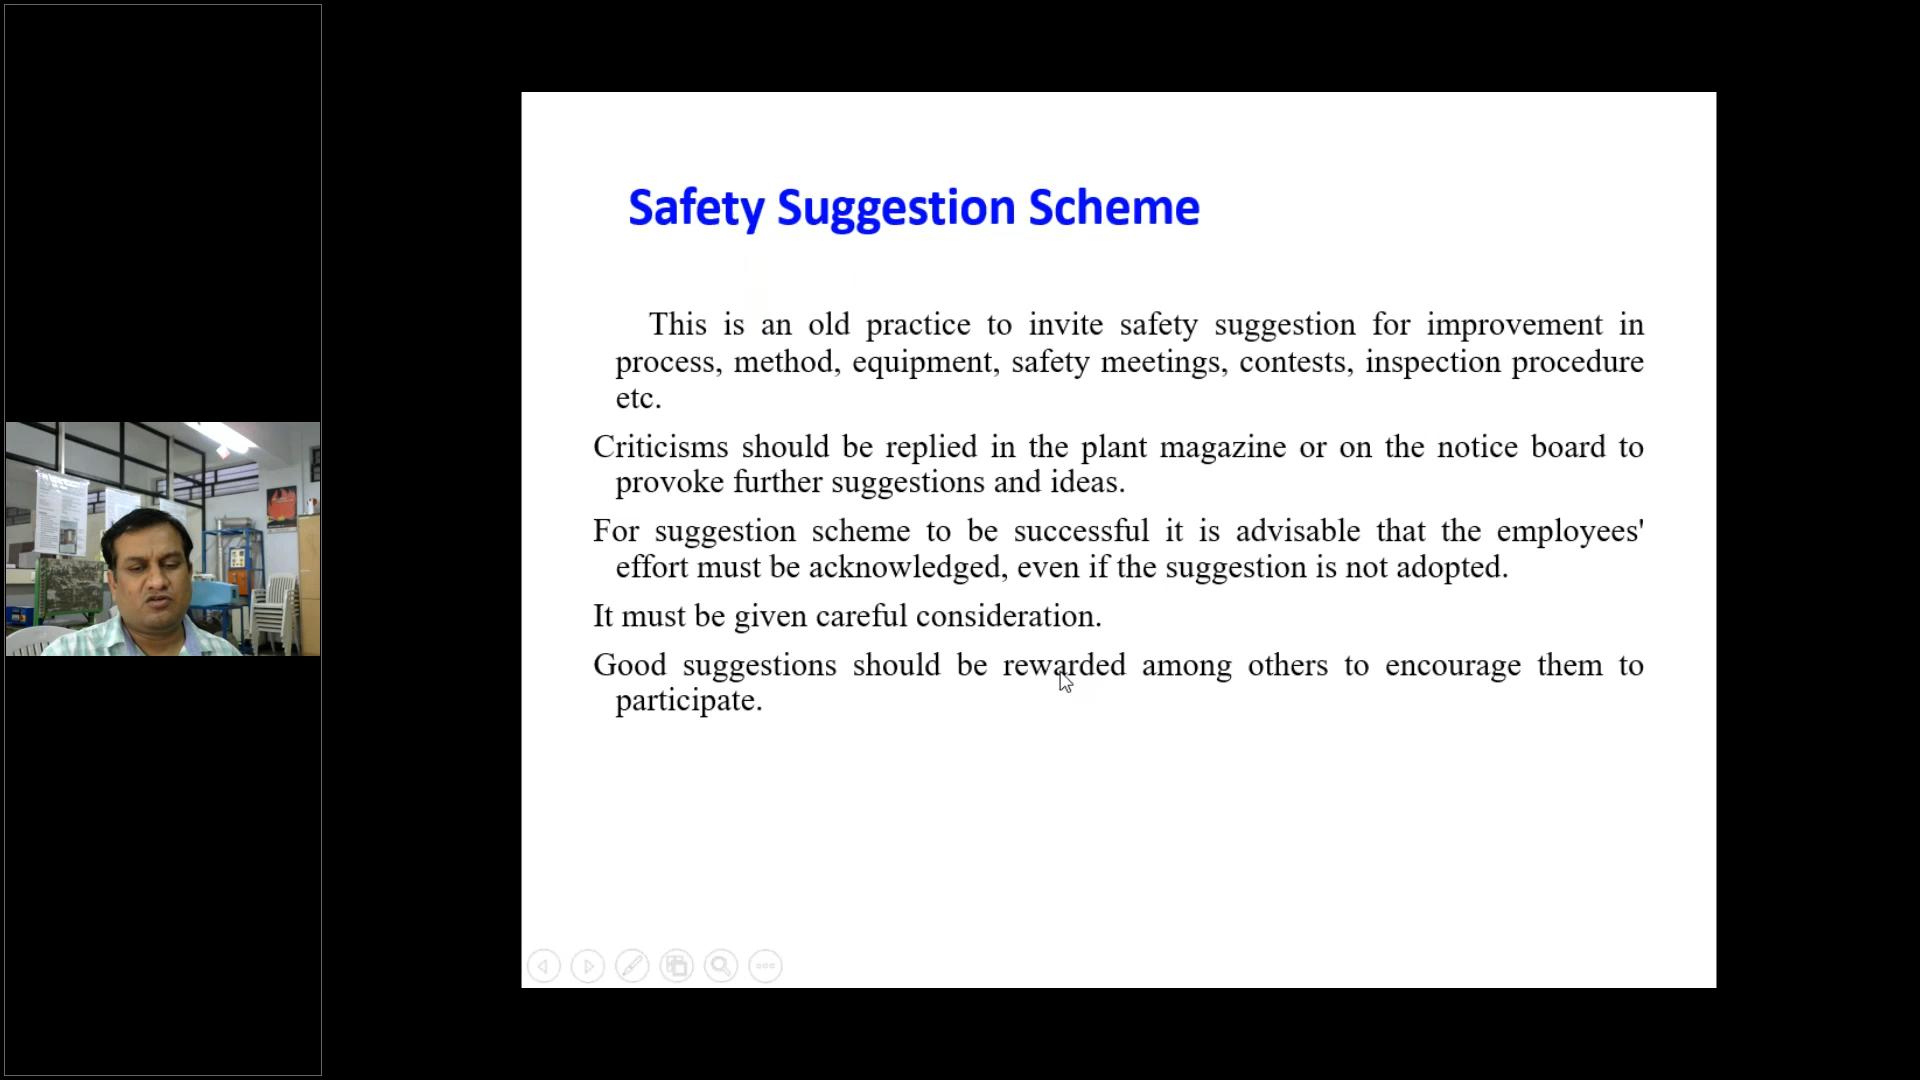 Safety Suggestion Scheme
This is an old practice to invite safety suggestion for improvement in
process, method, equipment, safety meetings, contests, inspection procedure
etc.
Criticisms should be replied in the plant magazine or on the notice board to
provoke further suggestions and ideas.
For suggestion scheme to be successful it is advisable that the employees'
effort must be acknowledged, even if the suggestion is not adopted.
It must be given careful consideration.
Good suggestions should be rewarded among others to encourage them to
participate.